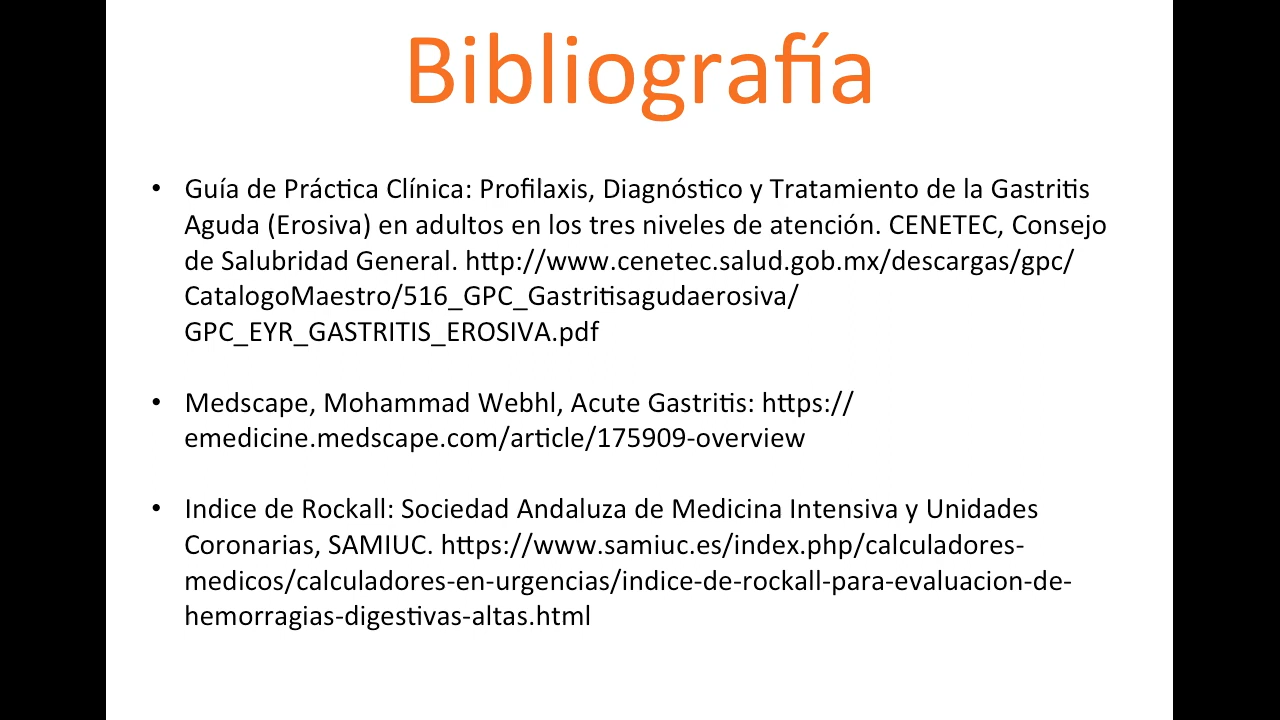 Bibliografía
• Guía de Práctica Clínica: Profilaxis, Diagnóstico y Tratamiento de la Gastritis
Aguda (Erosiva) en adultos en los tres niveles de atención. CENETEC, Consejo
de Salubridad General. http://www.cenetec.salud.gob.mx/descargas/gpc/
CatalogoMaestro/516_GPC_Gastritisagudaerosiva/
GPC_EYR_GASTRITIS_EROSIVA.pdf
• Medscape, Mohammad Webhl, Acute Gastritis: https://
emedicine.medscape.com/article/175909-overview
• Indice de Rockall: Sociedad Andaluza de Medicina Intensiva y Unidades
Coronarias, SAMIUC. https://www.samiuc.es/index.php/calculadores-
medicos/calculadores-en-urgencias/indice-de-rockall-para-evaluacion-de-
hemorragias-digestivas-altas.html